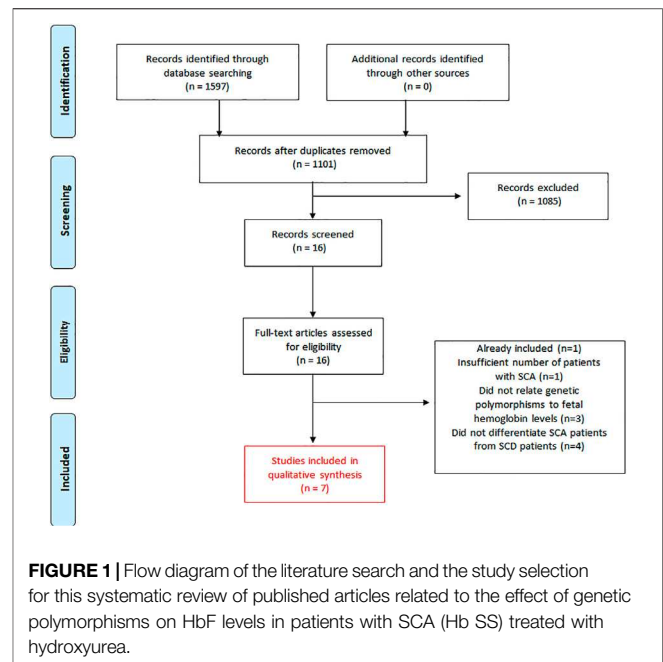 Identification
Records identified through
database searching
(n = 1597)
Additional records identified
through other sources
(n = 0)
Records after duplicates removed
(n = 1101)
Screening
Records excluded
(n = 1085)
Records screened
(n = 16)
Eligibility
Full-text articles assessed
for eligibility
(n = 16)
Already included (n=1)
Insufficient number of patients
with SCA (n=1)
Did not relate genetic
polymorphisms to fetal
hemoglobin levels (n=3)
Did not differentiate SCA patients
from SCD patients (n=4)
Included
Studies included in
qualitative synthesis
(n = 7)
FIGURE 1 | Flow diagram of the literature search and the study selection
for this systematic review of published articles related to the effect of genetic
polymorphisms on HbF levels in patients with SCA (Hb SS) treated with
hydroxyurea.